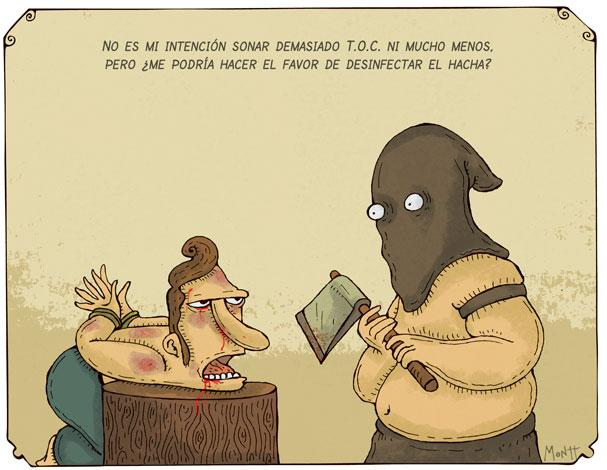 NO ES MI INTENCIÓN SONAR DEMASIADO T.O.C. NI MUCHO MENOS,
PERO ¿ME PODRÍA HACER EL FAVOR DE DESINFECTAR EL HACHA?
MONTT